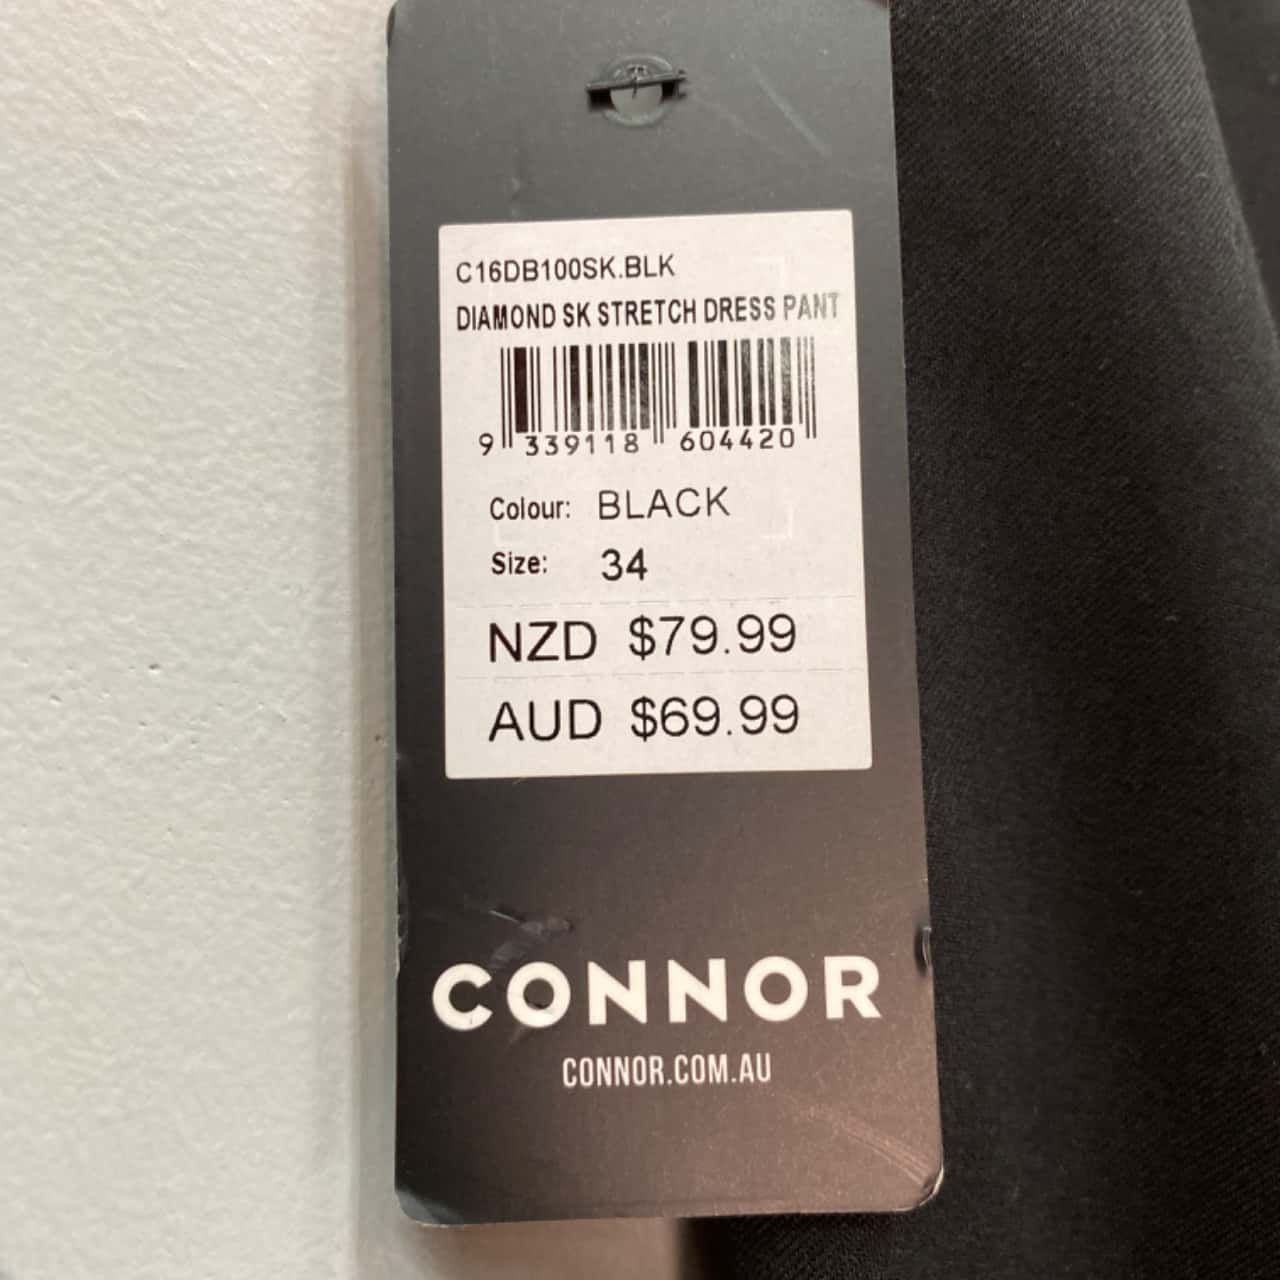 C16DB100SK.BLK
DIAMOND SK STRETCH DRESS PANT
9 339118 604420
Colour: BLACK
Size: 34
NZD $79.99
AUD $69.99
CONNOR
CONNOR.COM.AU